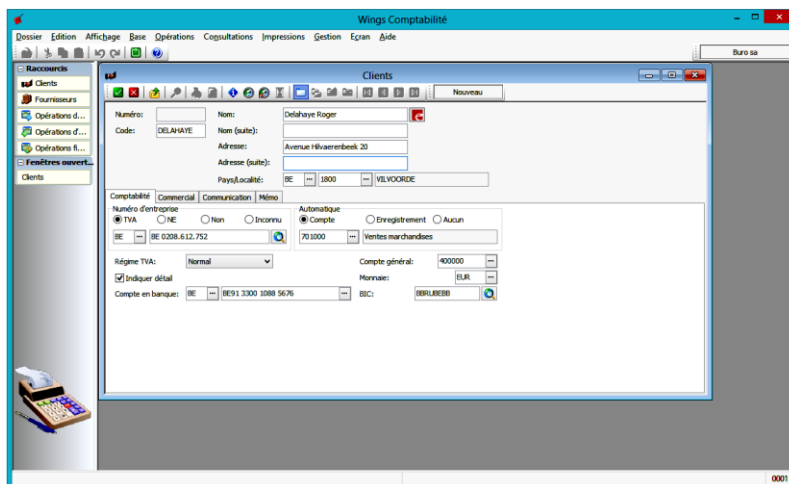 Wings Comptabilité
Dossier Edition Affichage Base Opérations Consultations Impressions Gestion Ecran Aide
Buro sa
Raccourcis
Clients
Fournisseurs
Opérations d...
Opérations d'...
Opérations fi...
Fenêtres ouvert...
Clients
Clients
Nouveau
Numéro: Nom: Delahaye Roger
Code: DELAHAYE Nom (suite):
Adresse: Avenue Hilvaerenbeek 20
Adresse (suite):
Pays/Localité: BE ... 1800 ... VILVOORDE
Comptabilité Commercial Communication Mémo
Numéro d'entreprise Automatique
TVA NE Non Inconnu Compte Enregistrement Aucun
BE ... BE 0208.612.752 701000 ... Ventes marchandises
Régime TVA: Normal Compte général: 400000 ...
Indiquer détail Monnaie: EUR ...
Compte en banque: BE ... BE91 3300 1088 5676 ... BIC: BBRUBEBB
0001